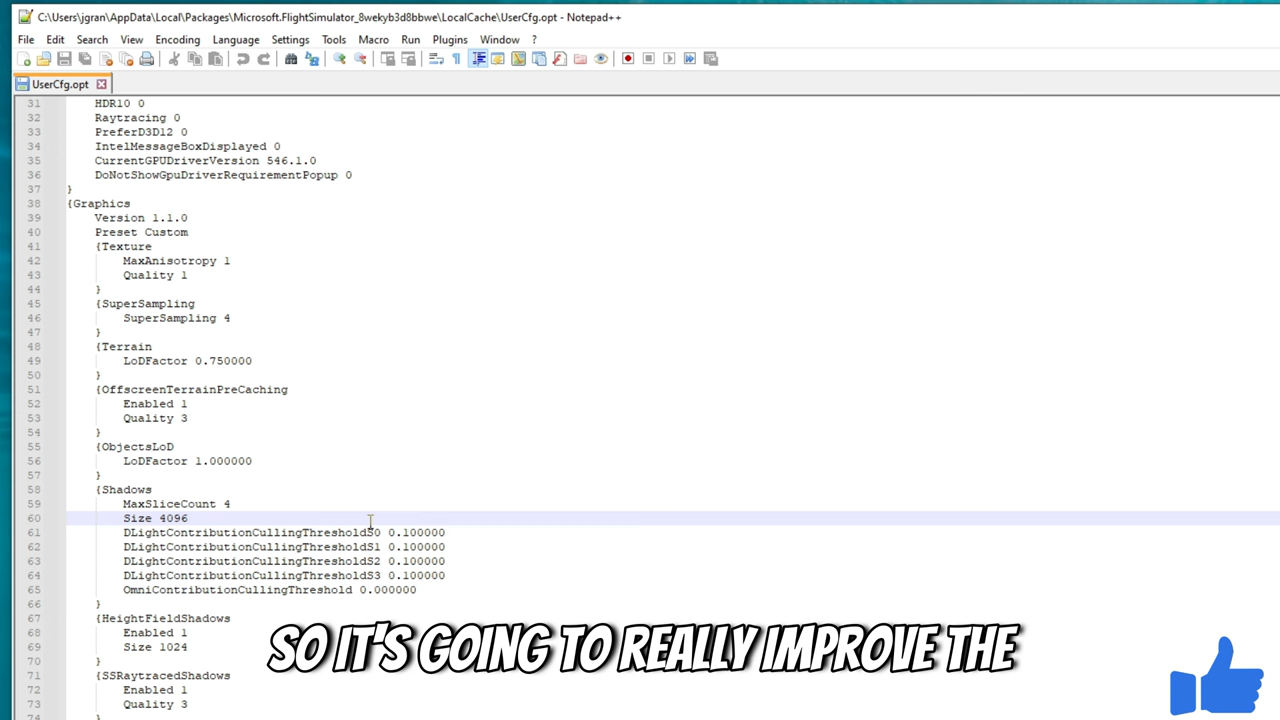 C:\Users\jgran\AppData\Local\Packages\Microsoft.FlightSimulator_8wekyb3d8bbwe\LocalCache\UserCfg.opt - Notepad++
File Edit Search View Encoding Language Settings Tools Macro Run Plugins Window ?
UserCfg.opt
31 HDR10 0
32 Raytracing 0
33 PreferD3D12 0
34 IntelMessageBoxDisplayed 0
35 CurrentGPUDriverVersion 546.1.0
36 DoNotShowGpuDriverRequirementPopup 0
37 }
38 {Graphics
39 Version 1.1.0
40 Preset Custom
41 {Texture
42 MaxAnisotropy 1
43 Quality 1
44 }
45 {SuperSampling
46 SuperSampling 4
47 }
48 {Terrain
49 LoDFactor 0.750000
50 }
51 {OffscreenTerrainPreCaching
52 Enabled 1
53 Quality 3
54 }
55 {ObjectsLoD
56 LoDFactor 1.000000
57 }
58 {Shadows
59 MaxSliceCount 4
60 Size 4096
61 DLightContributionCullingThresholdS0 0.100000
62 DLightContributionCullingThresholdS1 0.100000
63 DLightContributionCullingThresholdS2 0.100000
64 DLightContributionCullingThresholdS3 0.100000
65 OmniContributionCullingThreshold 0.000000
66 }
67 {HeightFieldShadows
68 Enabled 1
69 Size 1024
70 }
71 {SSRaytracedShadows
72 Enabled 1
73 Quality 3
74 }
SO IT'S GOING TO REALLY IMPROVE THE